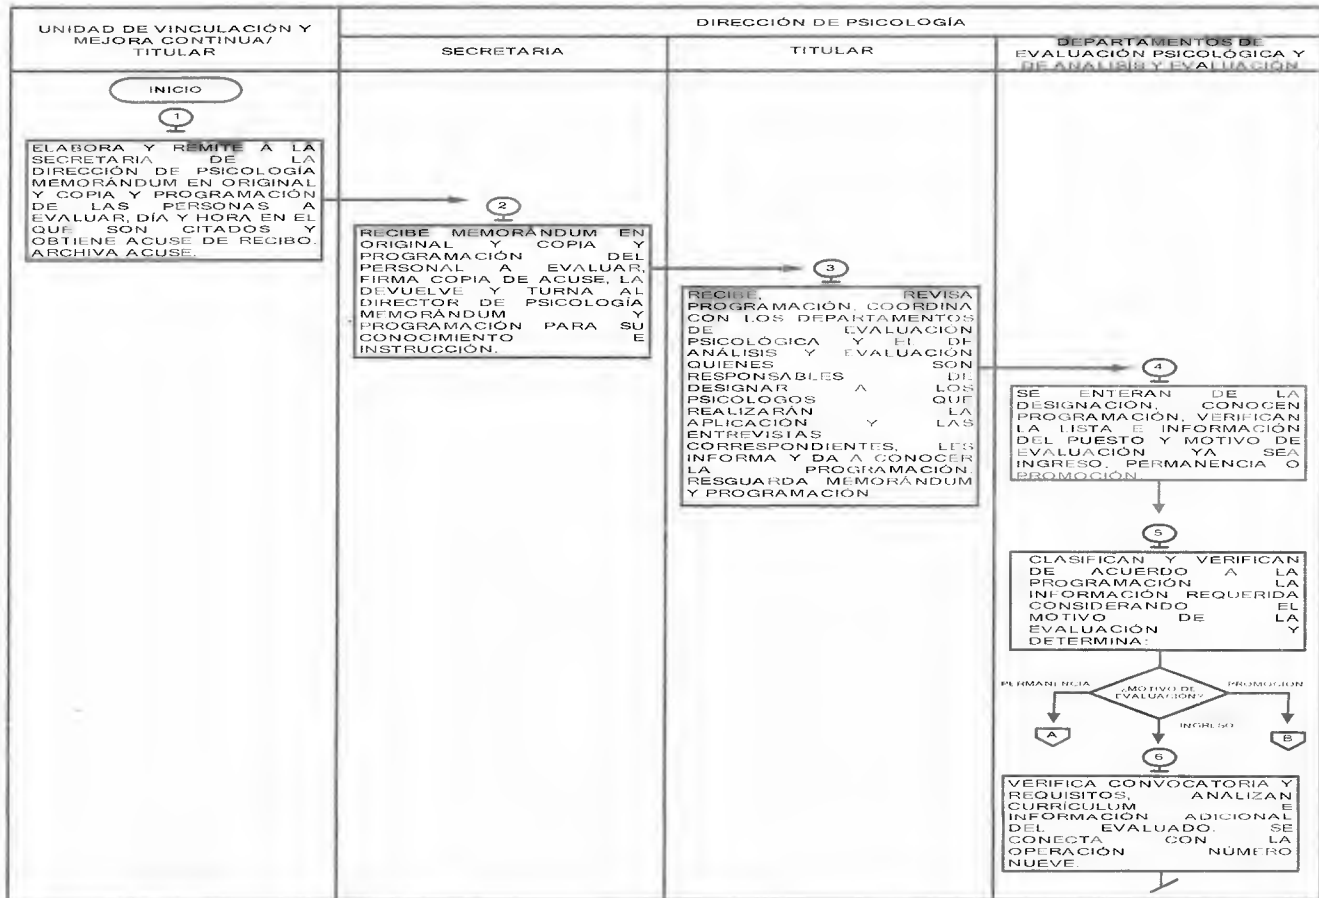 UNIDAD DE VINCULACIÓN Y
MEJORA CONTINUA/
TITULAR
DIRECCIÓN DE PSICOLOGÍA
SECRETARIA
TITULAR
DEPARTAMENTOS DE
EVALUACIÓN PSICOLÓGICA Y
DE ANALISIS Y EVALUACIÓN
INICIO
1
ELABORA Y REMITE A LA
SECRETARIA DE LA
DIRECCIÓN DE PSICOLOGÍA
MEMORÁNDUM EN ORIGINAL
Y COPIA Y PROGRAMACIÓN
DE LAS PERSONAS A
EVALUAR, DÍA Y HORA EN EL
QUE SON CITADOS Y
OBTIENE ACUSE DE RECIBO.
ARCHIVA ACUSE.
2
RECIBE MEMORÁNDUM EN
ORIGINAL Y COPIA Y
PROGRAMACIÓN DEL
PERSONAL A EVALUAR,
FIRMA COPIA DE ACUSE, LA
DEVUELVE Y TURNA AL
DIRECTOR DE PSICOLOGÍA
MEMORÁNDUM Y
PROGRAMACIÓN PARA SU
CONOCIMIENTO E
INSTRUCCIÓN.
3
RECIBE, REVISA
PROGRAMACIÓN, COORDINA
CON LOS DEPARTAMENTOS
DE EVALUACIÓN
PSICOLÓGICA Y EL DE
ANÁLISIS Y EVALUACIÓN
QUIENES SON
RESPONSABLES DE
DESIGNAR A LOS
PSICOLOGOS QUE
REALIZARÁN LA
APLICACIÓN Y LAS
ENTREVISTAS
CORRESPONDIENTES, LES
INFORMA Y DA A CONOCER
LA PROGRAMACIÓN.
RESGUARDA MEMORÁNDUM
Y PROGRAMACIÓN
4
SE ENTERAN DE LA
DESIGNACIÓN, CONOCEN
PROGRAMACIÓN, VERIFICAN
LA LISTA E INFORMACIÓN
DEL PUESTO Y MOTIVO DE
EVALUACIÓN YA SEA
INGRESO, PERMANENCIA O
PROMOCIÓN.
5
CLASIFICAN Y VERIFICAN
DE ACUERDO A LA
PROGRAMACIÓN LA
INFORMACIÓN REQUERIDA
CONSIDERANDO EL
MOTIVO DE LA
EVALUACIÓN Y
DETERMINA:
PERMANENCIA
¿MOTIVO DE
EVALUACIÓN?
PROMOCION
INGRESO
A
B
6
VERIFICA CONVOCATORIA Y
REQUISITOS, ANALIZAN
CURRÍCULUM E
INFORMACIÓN ADICIONAL
DEL EVALUADO. SE
CONECTA CON LA
OPERACIÓN NÚMERO
NUEVE.